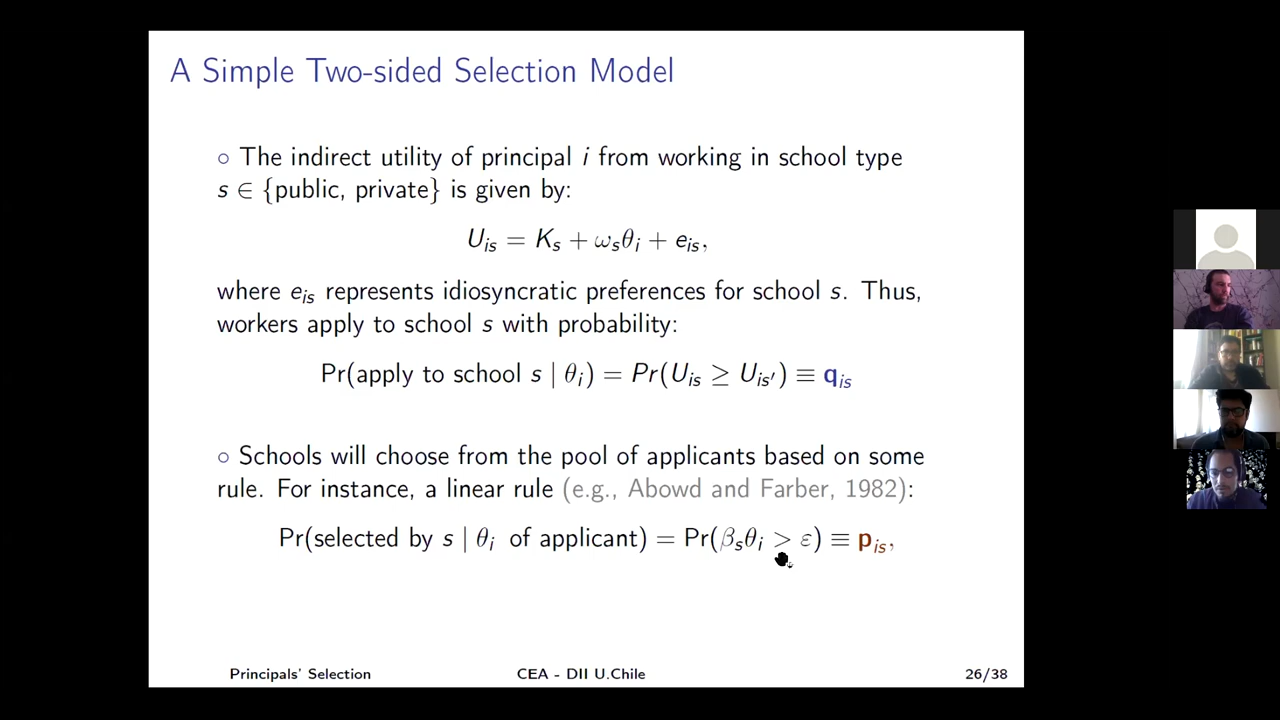 A Simple Two-sided Selection Model
○ The indirect utility of principal i from working in school type
s ∈ {public, private} is given by:
U_is = K_s + ω_sθ_i + e_is,
where e_is represents idiosyncratic preferences for school s. Thus,
workers apply to school s with probability:
Pr(apply to school s | θ_i) = Pr(U_is ≥ U_is′) ≡ q_is
○ Schools will choose from the pool of applicants based on some
rule. For instance, a linear rule (e.g., Abowd and Farber, 1982):
Pr(selected by s | θ_i of applicant) = Pr(β_sθ_i > ε) ≡ p_is,
Principals' Selection CEA - DII U.Chile 26/38